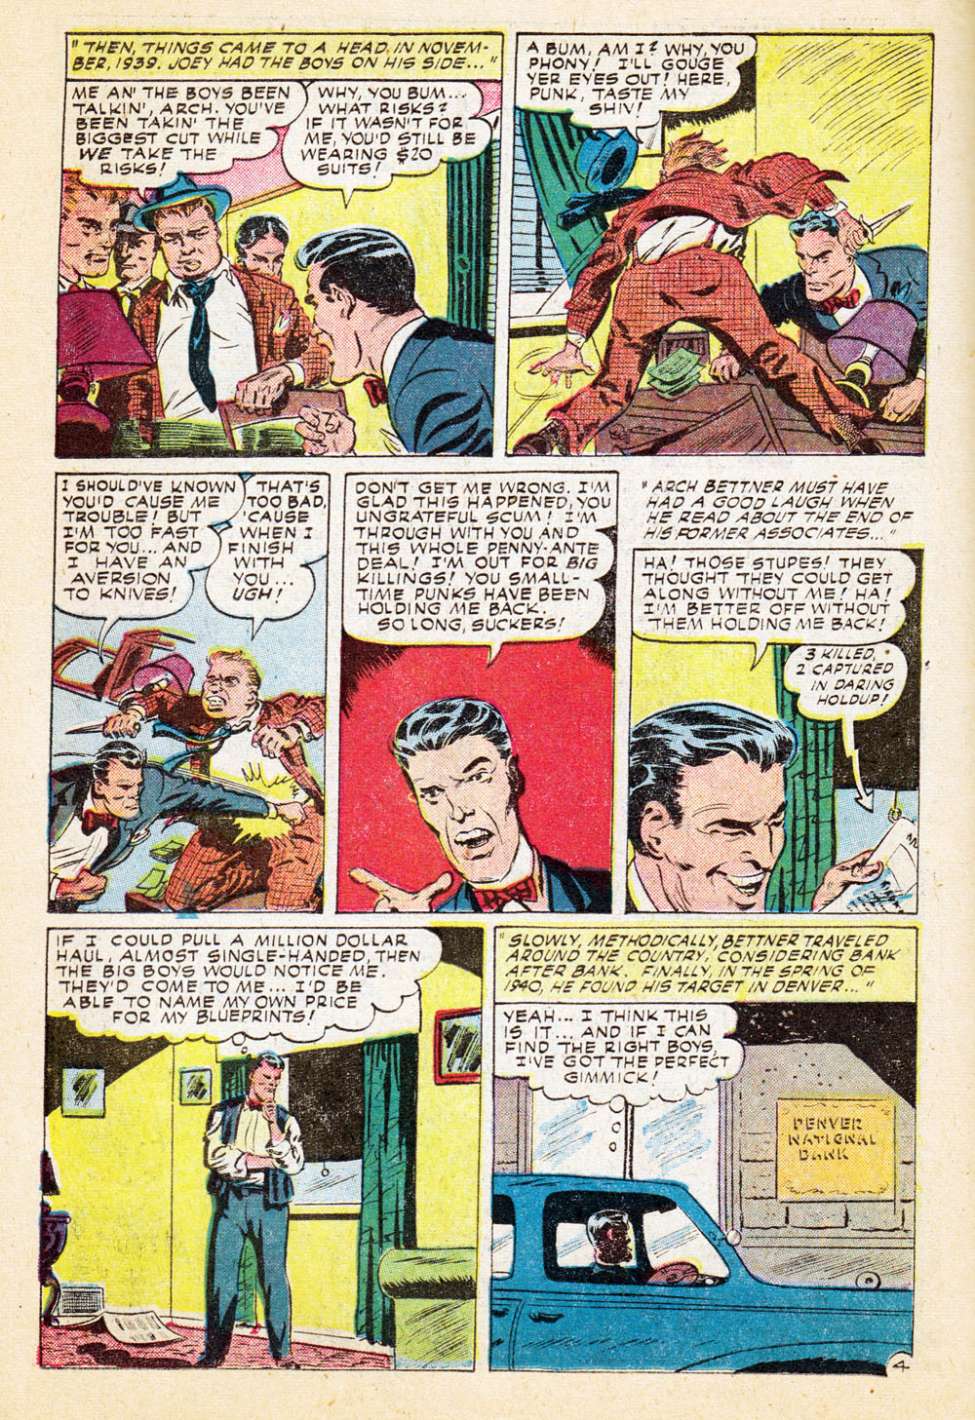 "THEN, THINGS CAME TO A HEAD. IN NOVEM-
BER, 1939. JOEY HAD THE BOYS ON HIS SIDE..."
ME AN' THE BOYS BEEN
TALKIN', ARCH. YOU'VE
BEEN TAKIN' THE
BIGGEST CUT WHILE
WE TAKE THE
RISKS!
WHY, YOU BUM...
WHAT RISKS?
IF IT WASN'T FOR
ME, YOU'D STILL BE
WEARING $20
SUITS!
A BUM, AM I? WHY, YOU
PHONY! I'LL GOUGE
YER EYES OUT! HERE,
PUNK, TASTE MY
SHIV!
I SHOULD'VE KNOWN
YOU'D CAUSE ME
TROUBLE! BUT
I'M TOO FAST
FOR YOU... AND
I HAVE AN
AVERSION
TO KNIVES!
THAT'S
TOO BAD,
'CAUSE
WHEN I
FINISH
WITH
YOU...
UGH!
DON'T GET ME WRONG. I'M
GLAD THIS HAPPENED, YOU
UNGRATEFUL SCUM! I'M
THROUGH WITH YOU AND
THIS WHOLE PENNY-ANTE
DEAL! I'M OUT FOR BIG
KILLINGS! YOU SMALL-
TIME PUNKS HAVE BEEN
HOLDING ME BACK.
SO LONG, SUCKERS!
"ARCH BETTNER MUST HAVE
HAD A GOOD LAUGH WHEN
HE READ ABOUT THE END OF
HIS FORMER ASSOCIATES..."
HA! THOSE STUPES! THEY
THOUGHT THEY COULD GET
ALONG WITHOUT ME! HA!
I'M BETTER OFF WITHOUT
THEM HOLDING ME BACK!
3 KILLED,
2 CAPTURED
IN DARING
HOLDUP!
IF I COULD PULL A MILLION DOLLAR
HAUL, ALMOST SINGLE-HANDED, THEN
THE BIG BOYS WOULD NOTICE ME.
THEY'D COME TO ME... I'D BE
ABLE TO NAME MY OWN PRICE
FOR MY BLUEPRINTS!
"SLOWLY, METHODICALLY, BETTNER TRAVELED
AROUND THE COUNTRY, CONSIDERING BANK
AFTER BANK. FINALLY, IN THE SPRING OF
1940, HE FOUND HIS TARGET IN DENVER..."
YEAH... I THINK THIS
IS IT... AND IF I CAN
FIND THE RIGHT BOYS,
I'VE GOT THE PERFECT
GIMMICK!
DENVER
NATIONAL
BANK
4